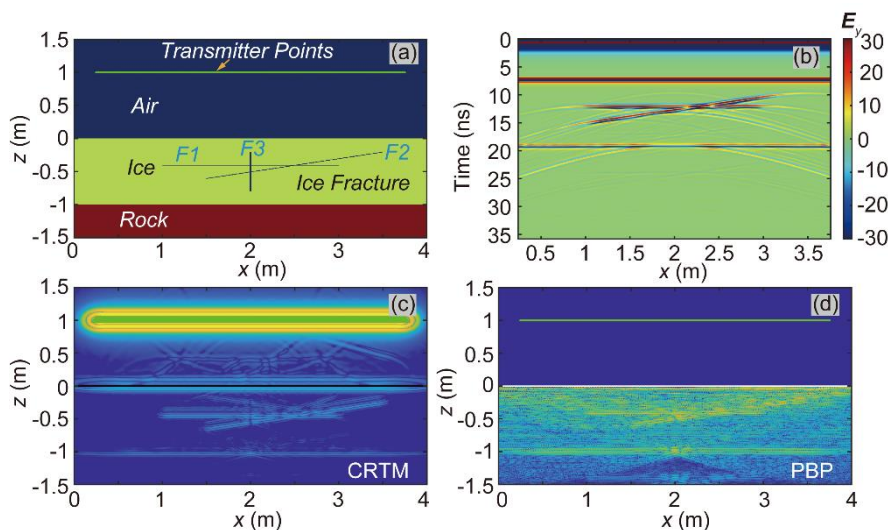 (a)
Transmitter Points
Air
F1 F3 F2
Ice
Ice Fracture
Rock
1.5
1
0.5
0
-0.5
-1
-1.5
z (m)
0 1 2 3 4
x (m)
(b)
0
5
10
15
20
25
30
35
Time (ns)
0.5 1 1.5 2 2.5 3 3.5
x (m)
Ey
30
20
10
0
-10
-20
-30
(c)
1.5
1
0.5
0
-0.5
-1
-1.5
z (m)
CRTM
0 1 2 3 4
x (m)
(d)
1.5
1
0.5
0
-0.5
-1
-1.5
z (m)
PBP
0 1 2 3 4
x (m)